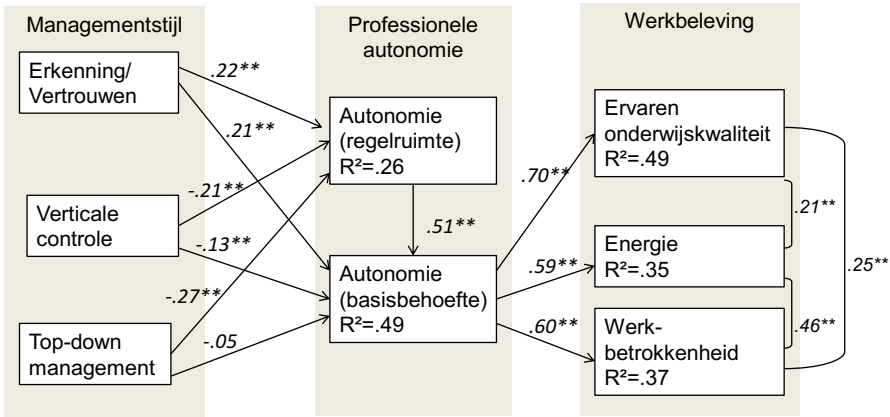 Managementstijl
Erkenning/
Vertrouwen
Verticale
controle
Top-down
management
.22**
.21**
-.21**
-.13**
-.27**
-.05
Professionele
autonomie
Autonomie
(regelruimte)
R²=.26
.51**
Autonomie
(basisbehoefte)
R²=.49
.70**
.59**
.60**
Werkbeleving
Ervaren
onderwijskwaliteit
R²=.49
Energie
R²=.35
Werk-
betrokkenheid
R²=.37
.21**
.25**
.46**